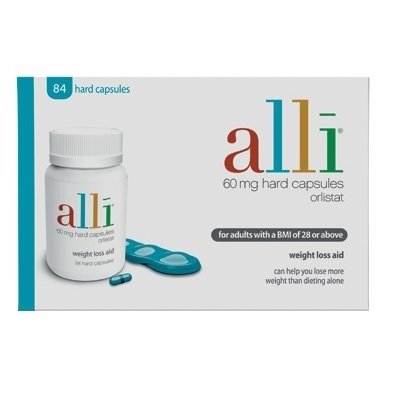 84 hard capsules
alli®
60 mg hard capsules
orlistat
for adults with a BMI of 28 or above
weight loss aid
can help you lose more
weight than dieting alone
alli
60 mg hard capsules
orlistat
weight loss aid
84 hard capsules